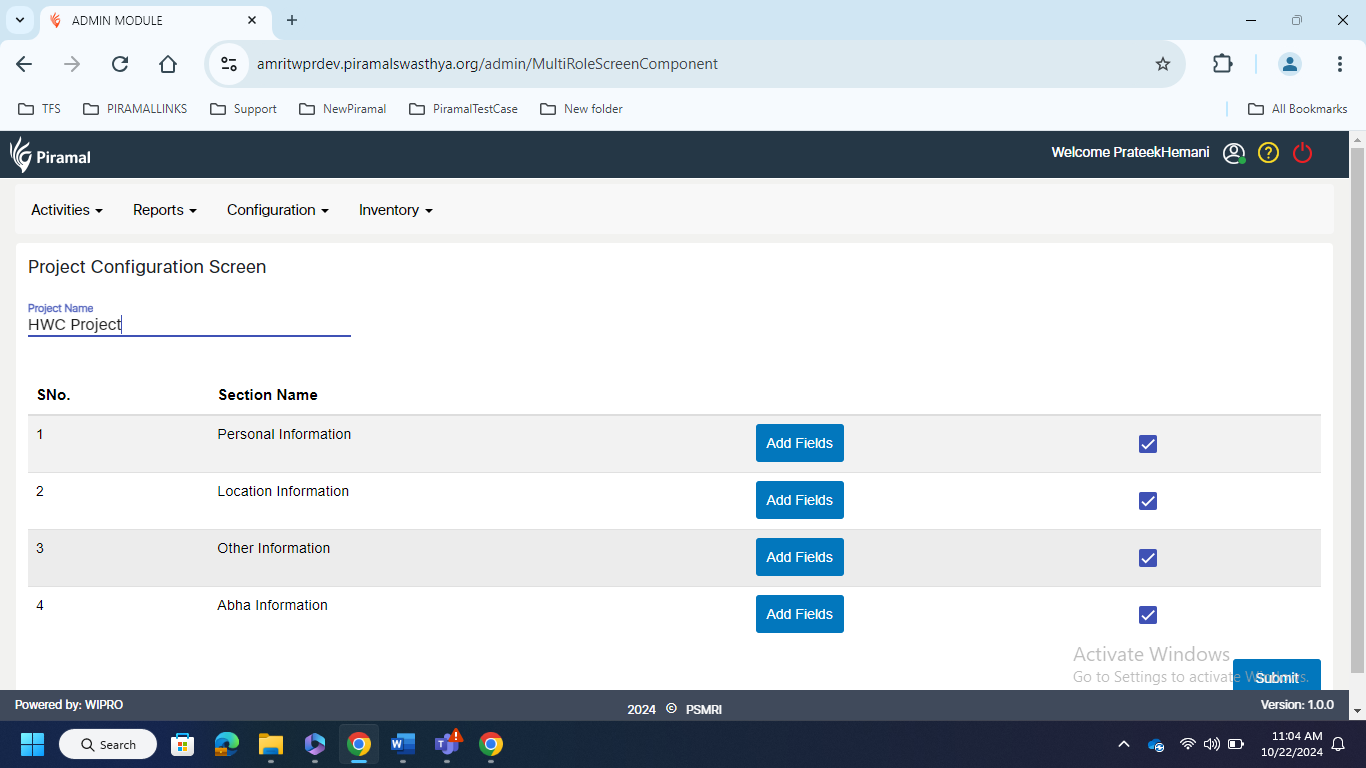 ADMIN MODULE
amritwprdev.piramalswasthya.org/admin/MultiRoleScreenComponent
TFS PIRAMALLINKS Support NewPiramal PiramalTestCase New folder All Bookmarks
Piramal Welcome PrateekHemani ?
Activities Reports Configuration Inventory
Project Configuration Screen
Project Name
HWC Project
SNo. Section Name
1 Personal Information Add Fields
2 Location Information Add Fields
3 Other Information Add Fields
4 Abha Information Add Fields
Activate Windows
Go to Settings to activate Windows.
Submit
Powered by: WIPRO 2024 © PSMRI Version: 1.0.0
Search 11:04 AM
10/22/2024